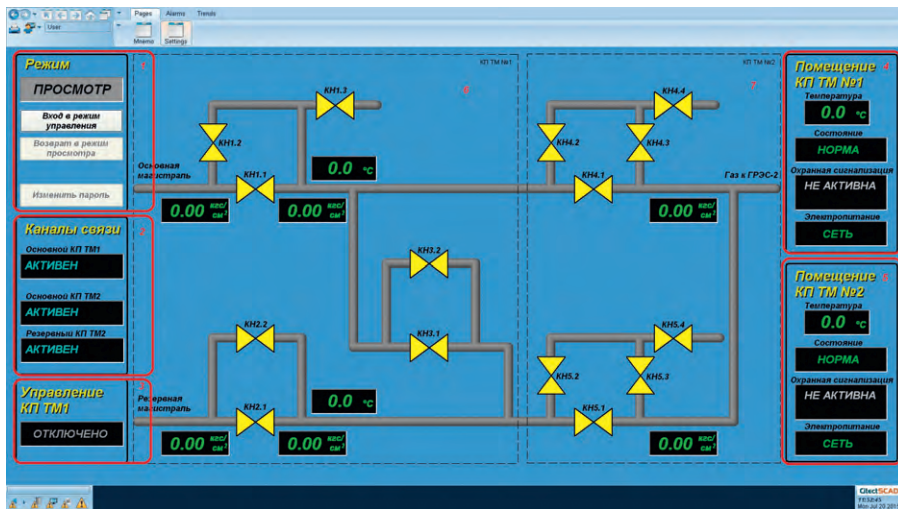 Pages Alarms Trends
User
Mnemo Settings
Режим 1
ПРОСМОТР
Вход в режим
управления
Возврат в режим
просмотра
Изменить пароль
Каналы связи 2
Основной КП ТМ1
АКТИВЕН
Основной КП ТМ2
АКТИВЕН
Резервный КП ТМ2
АКТИВЕН
Управление
КП ТМ1
ОТКЛЮЧЕНО
КП ТМ №1
6
КН1.3
КН1.2
Основная
магистраль
КН1.1
0.0 °C
0.00 кгс/см²
0.00 кгс/см²
КН3.2
КН3.1
КН2.2
Резервная
магистраль
КН2.1
0.0 °C
0.00 кгс/см²
0.00 кгс/см²
КП ТМ №2
7
КН4.4
КН4.2
КН4.3
КН4.1
Газ к ГРЭС-2
0.00 кгс/см²
КН5.4
КН5.2
КН5.3
КН5.1
0.00 кгс/см²
Помещение 4
КП ТМ №1
Температура
0.0 °C
Состояние
НОРМА
Охранная сигнализация
НЕ АКТИВНА
Электропитание
СЕТЬ
Помещение 5
КП ТМ №2
Температура
0.0 °C
Состояние
НОРМА
Охранная сигнализация
НЕ АКТИВНА
Электропитание
СЕТЬ
CitectSCAD
Mon Jul 20 201